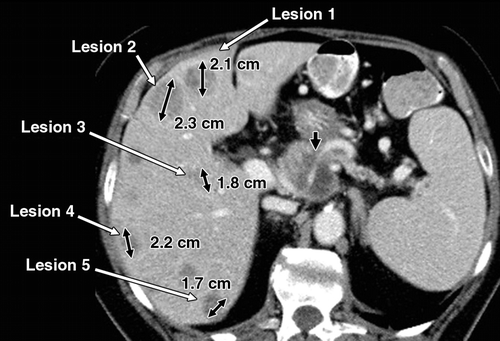 Lesion 1
2.1 cm
Lesion 2
2.3 cm
Lesion 3
1.8 cm
Lesion 4
2.2 cm
Lesion 5
1.7 cm